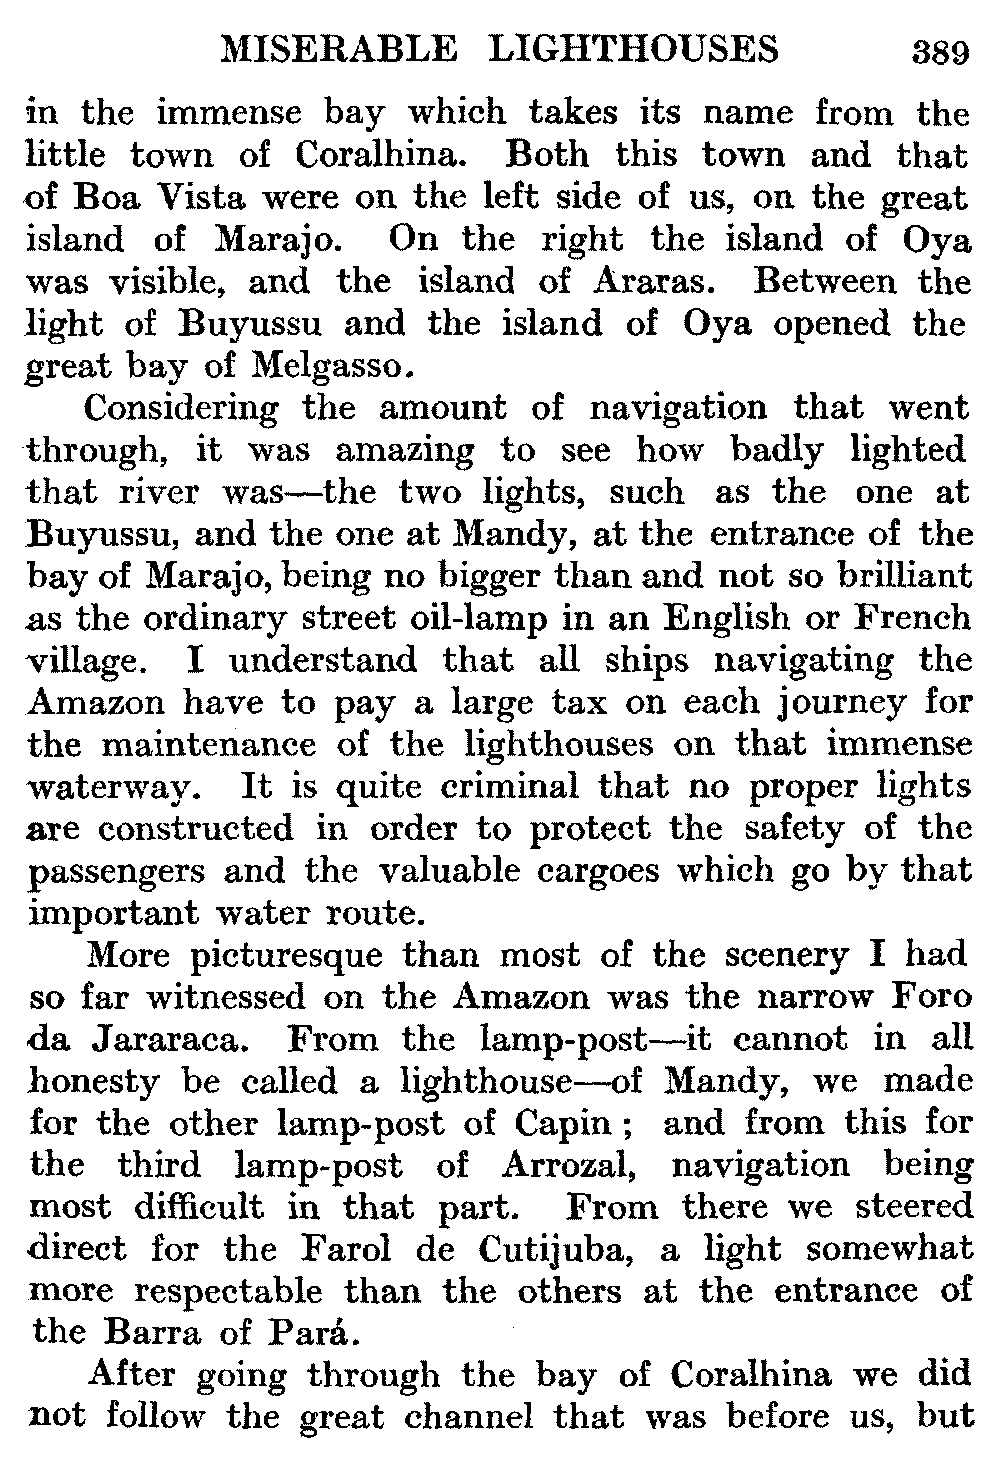 MISERABLE LIGHTHOUSES 389
in the immense bay which takes its name from the
little town of Coralhina. Both this town and that
of Boa Vista were on the left side of us, on the great
island of Marajo. On the right the island of Oya
was visible, and the island of Araras. Between the
light of Buyussu and the island of Oya opened the
great bay of Melgasso.
Considering the amount of navigation that went
through, it was amazing to see how badly lighted
that river was—the two lights, such as the one at
Buyussu, and the one at Mandy, at the entrance of the
bay of Marajo, being no bigger than and not so brilliant
as the ordinary street oil-lamp in an English or French
village. I understand that all ships navigating the
Amazon have to pay a large tax on each journey for
the maintenance of the lighthouses on that immense
waterway. It is quite criminal that no proper lights
are constructed in order to protect the safety of the
passengers and the valuable cargoes which go by that
important water route.
More picturesque than most of the scenery I had
so far witnessed on the Amazon was the narrow Foro
da Jararaca. From the lamp-post—it cannot in all
honesty be called a lighthouse—of Mandy, we made
for the other lamp-post of Capin ; and from this for
the third lamp-post of Arrozal, navigation being
most difficult in that part. From there we steered
direct for the Farol de Cutijuba, a light somewhat
more respectable than the others at the entrance of
the Barra of Pará.
After going through the bay of Coralhina we did
not follow the great channel that was before us, but